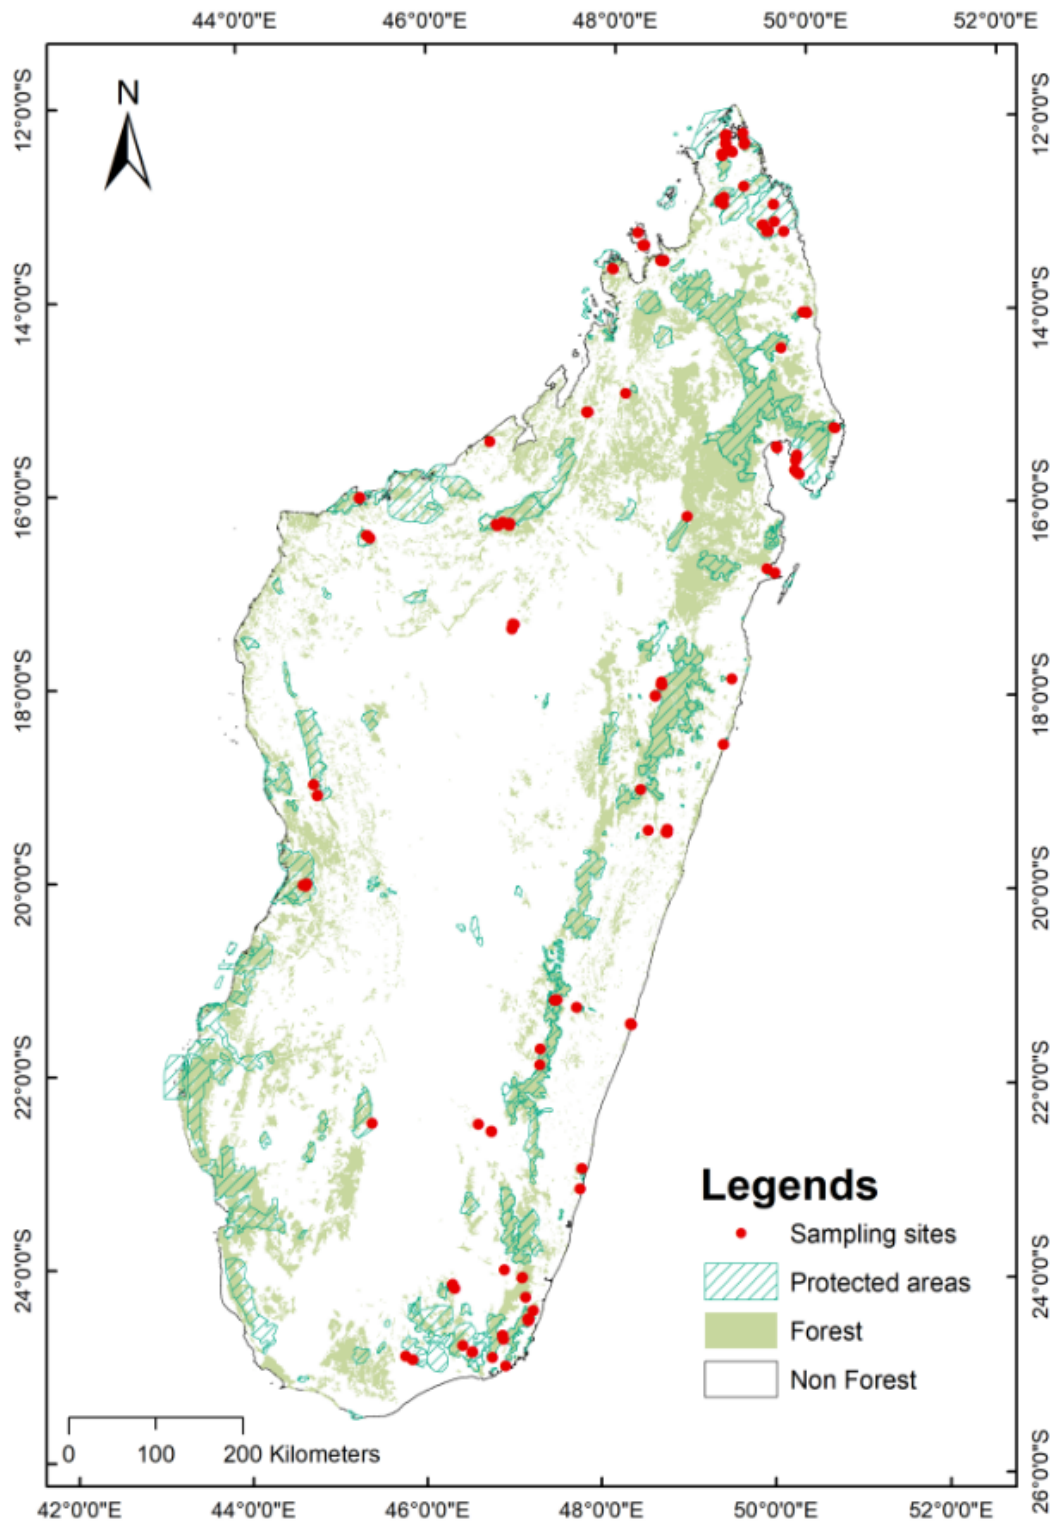 44°0'0"E 46°0'0"E 48°0'0"E 50°0'0"E 52°0'0"E
N
12°0'0"S
14°0'0"S
16°0'0"S
18°0'0"S
20°0'0"S
22°0'0"S
24°0'0"S
12°0'0"S
14°0'0"S
16°0'0"S
18°0'0"S
20°0'0"S
22°0'0"S
24°0'0"S
26°0'0"S
Legends
Sampling sites
Protected areas
Forest
Non Forest
0 100 200 Kilometers
42°0'0"E 44°0'0"E 46°0'0"E 48°0'0"E 50°0'0"E 52°0'0"E